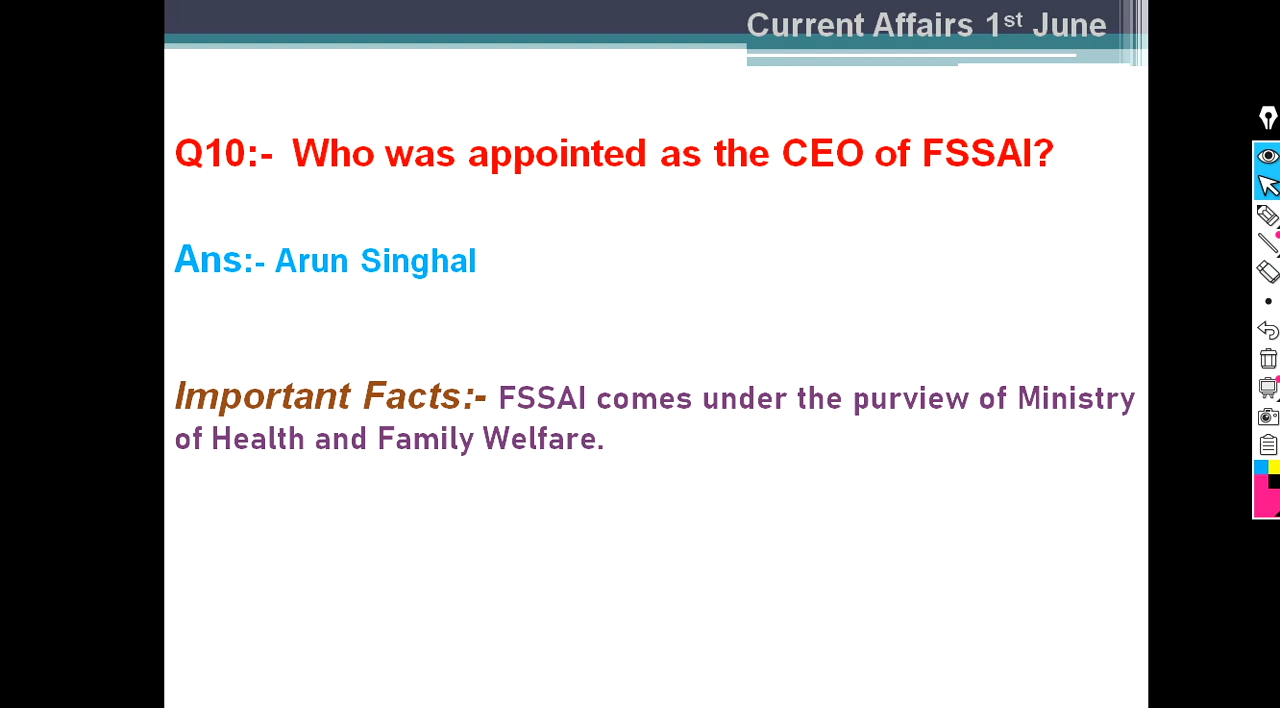 Current Affairs 1st June
Q10:- Who was appointed as the CEO of FSSAI?
Ans:- Arun Singhal
Important Facts:- FSSAI comes under the purview of Ministry
of Health and Family Welfare.